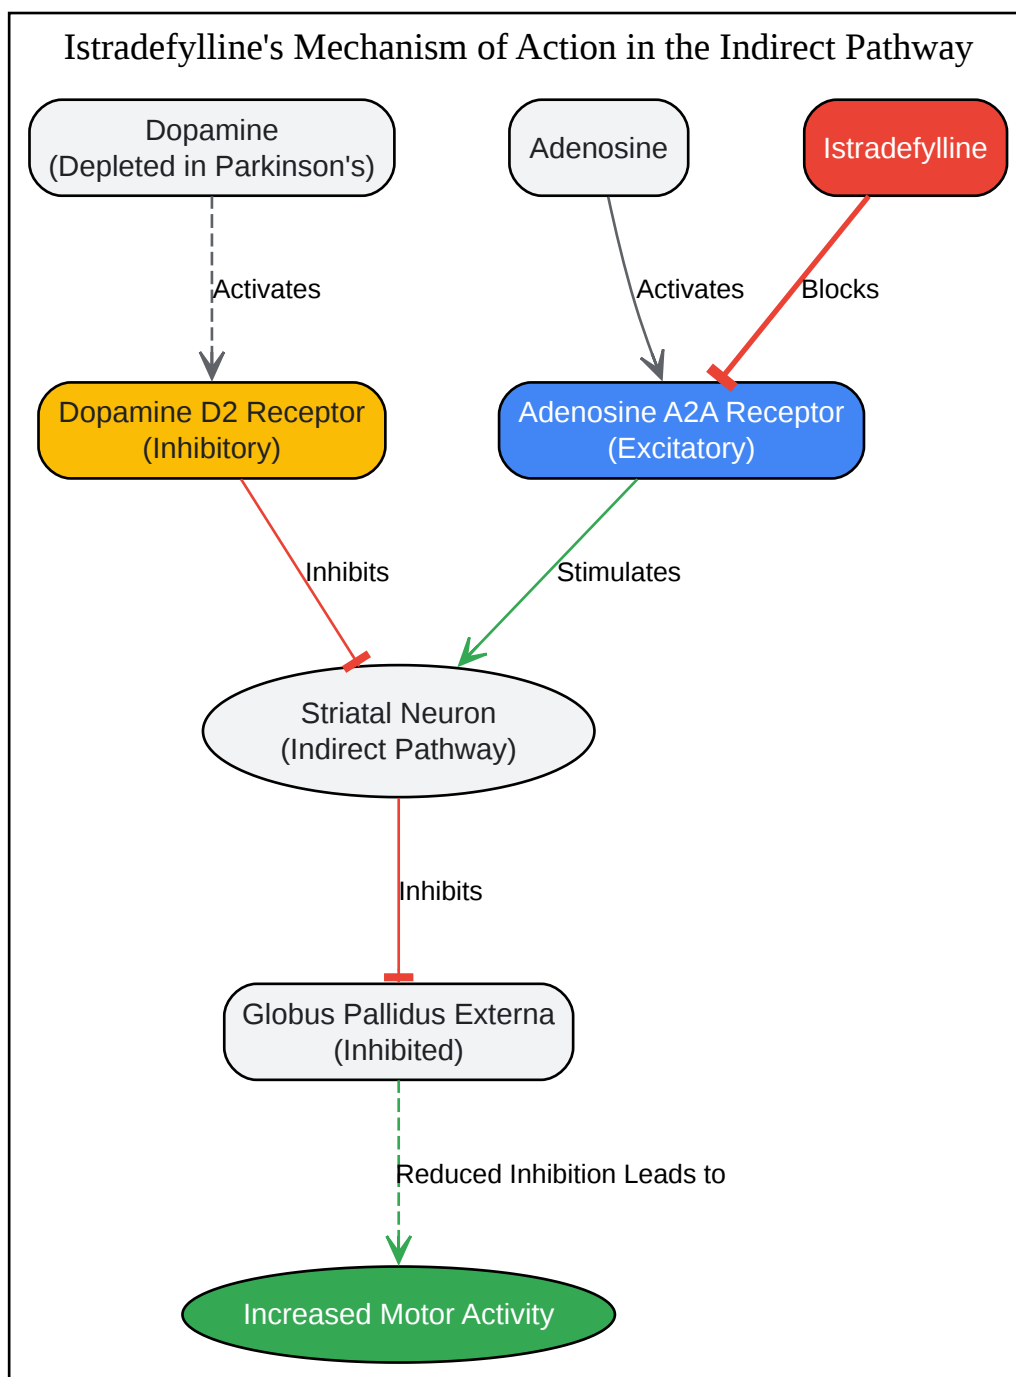 Istradefylline's Mechanism of Action in the Indirect Pathway
Dopamine
(Depleted in Parkinson's)
Adenosine
Istradefylline
Activates
Activates
Blocks
Dopamine D2 Receptor
(Inhibitory)
Adenosine A2A Receptor
(Excitatory)
Inhibits
Stimulates
Striatal Neuron
(Indirect Pathway)
Inhibits
Globus Pallidus Externa
(Inhibited)
Reduced Inhibition Leads to
Increased Motor Activity